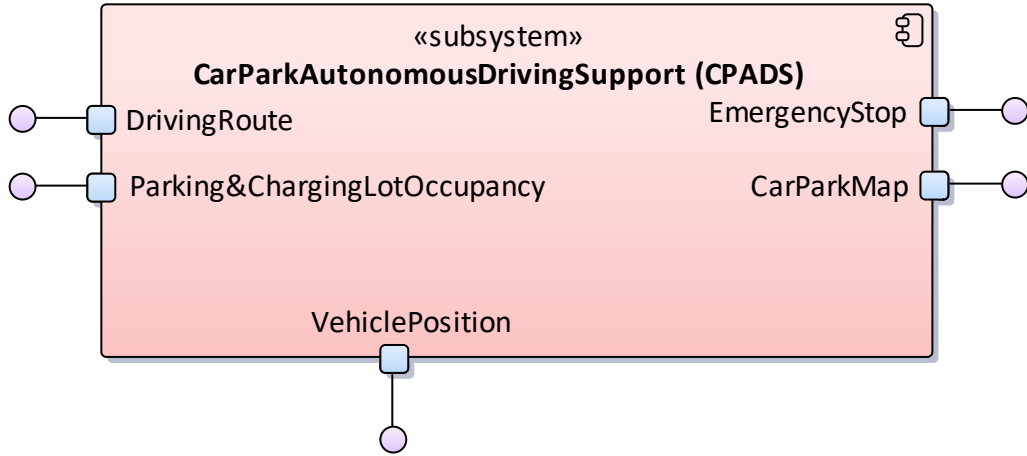 «subsystem»
CarParkAutonomousDrivingSupport (CPADS)
DrivingRoute
EmergencyStop
Parking&ChargingLotOccupancy
CarParkMap
VehiclePosition